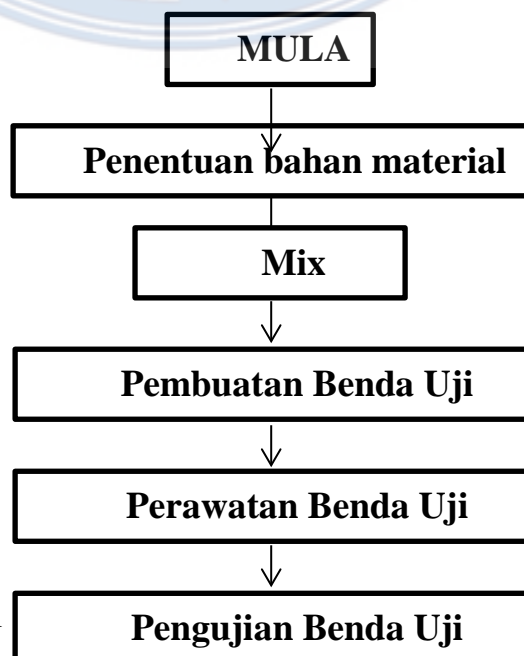 MULA
Penentuan bahan material
Mix
Pembuatan Benda Uji
Perawatan Benda Uji
Pengujian Benda Uji